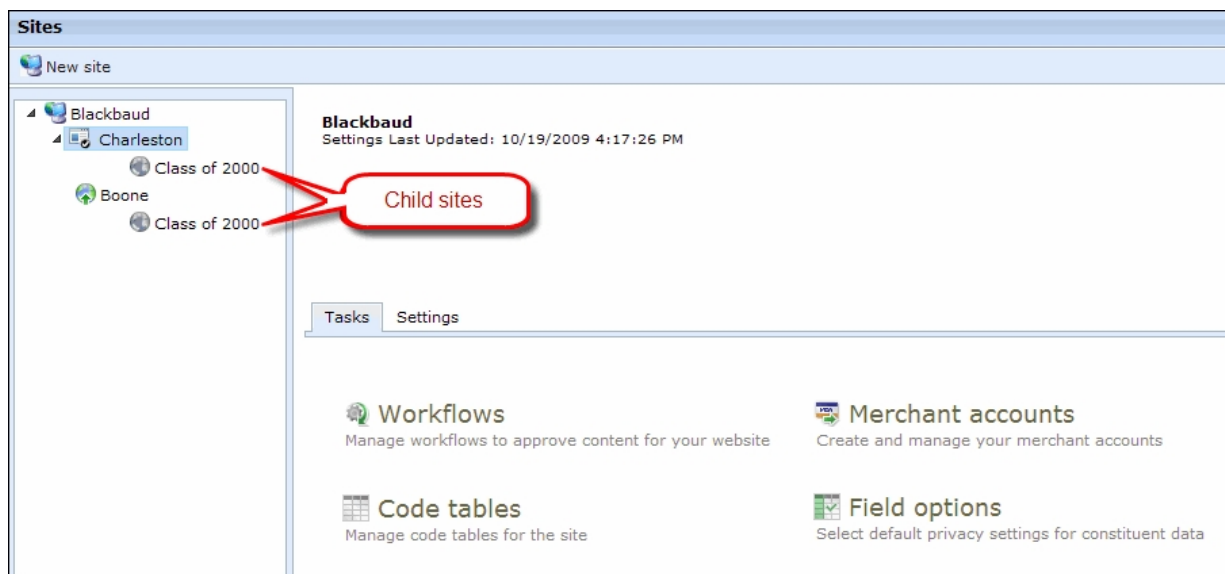 Sites
New site
Blackbaud
Charleston
Class of 2000
Boone
Class of 2000
Child sites
Blackbaud
Settings Last Updated: 10/19/2009 4:17:26 PM
Tasks Settings
Workflows
Manage workflows to approve content for your website
Merchant accounts
Create and manage your merchant accounts
Code tables
Manage code tables for the site
Field options
Select default privacy settings for constituent data